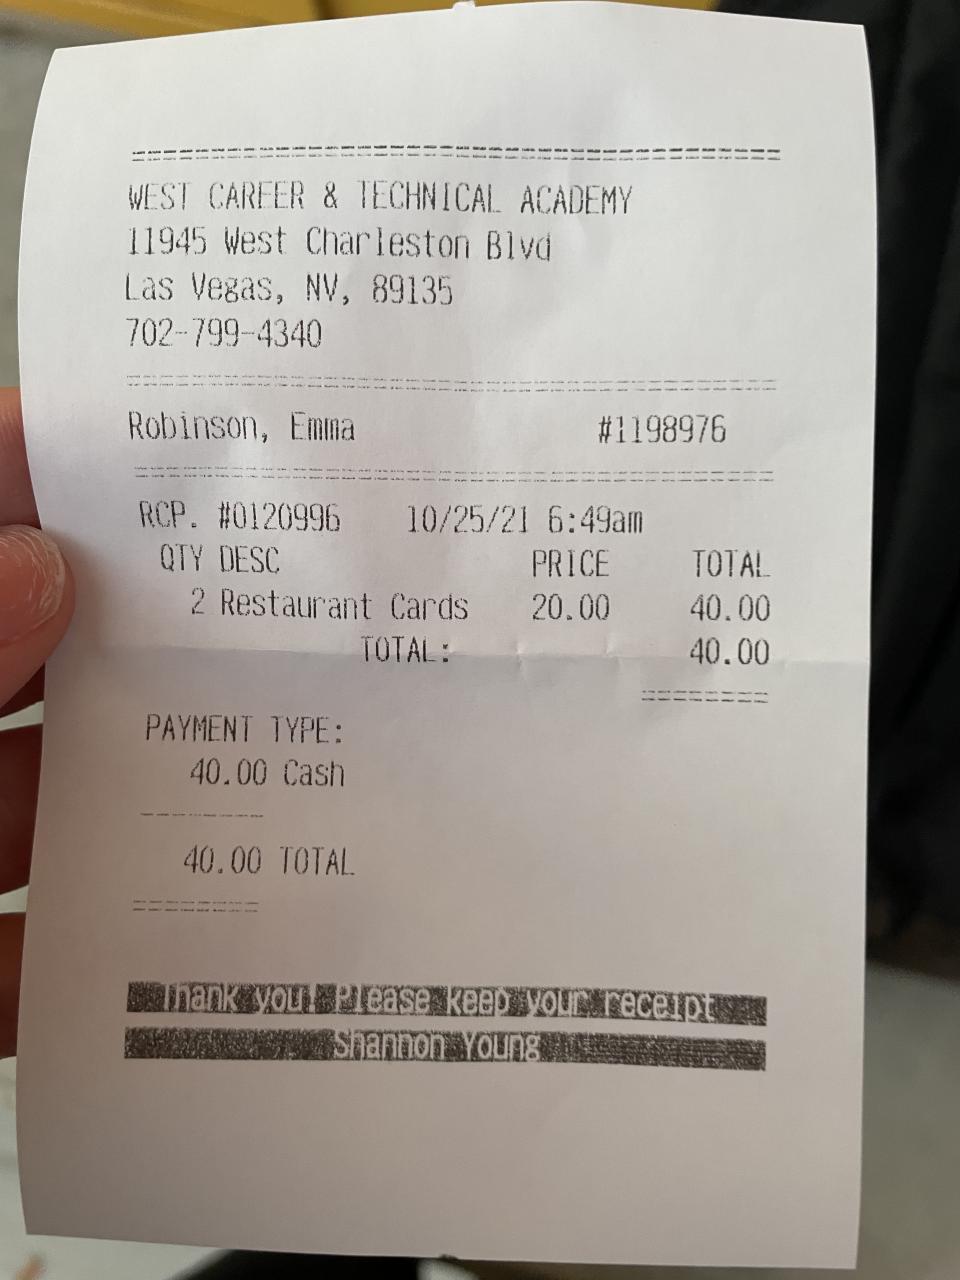 WEST CAREER & TECHNICAL ACADEMY
11945 West Charleston Blvd
Las Vegas, NV, 89135
702-799-4340
Robinson, Emma #1198976
RCP. #0120996 10/25/21 6:49am
QTY DESC PRICE TOTAL
2 Restaurant Cards 20.00 40.00
TOTAL: 40.00
PAYMENT TYPE:
40.00 Cash
40.00 TOTAL
Thank you! Please keep your receipt
Shannon Young